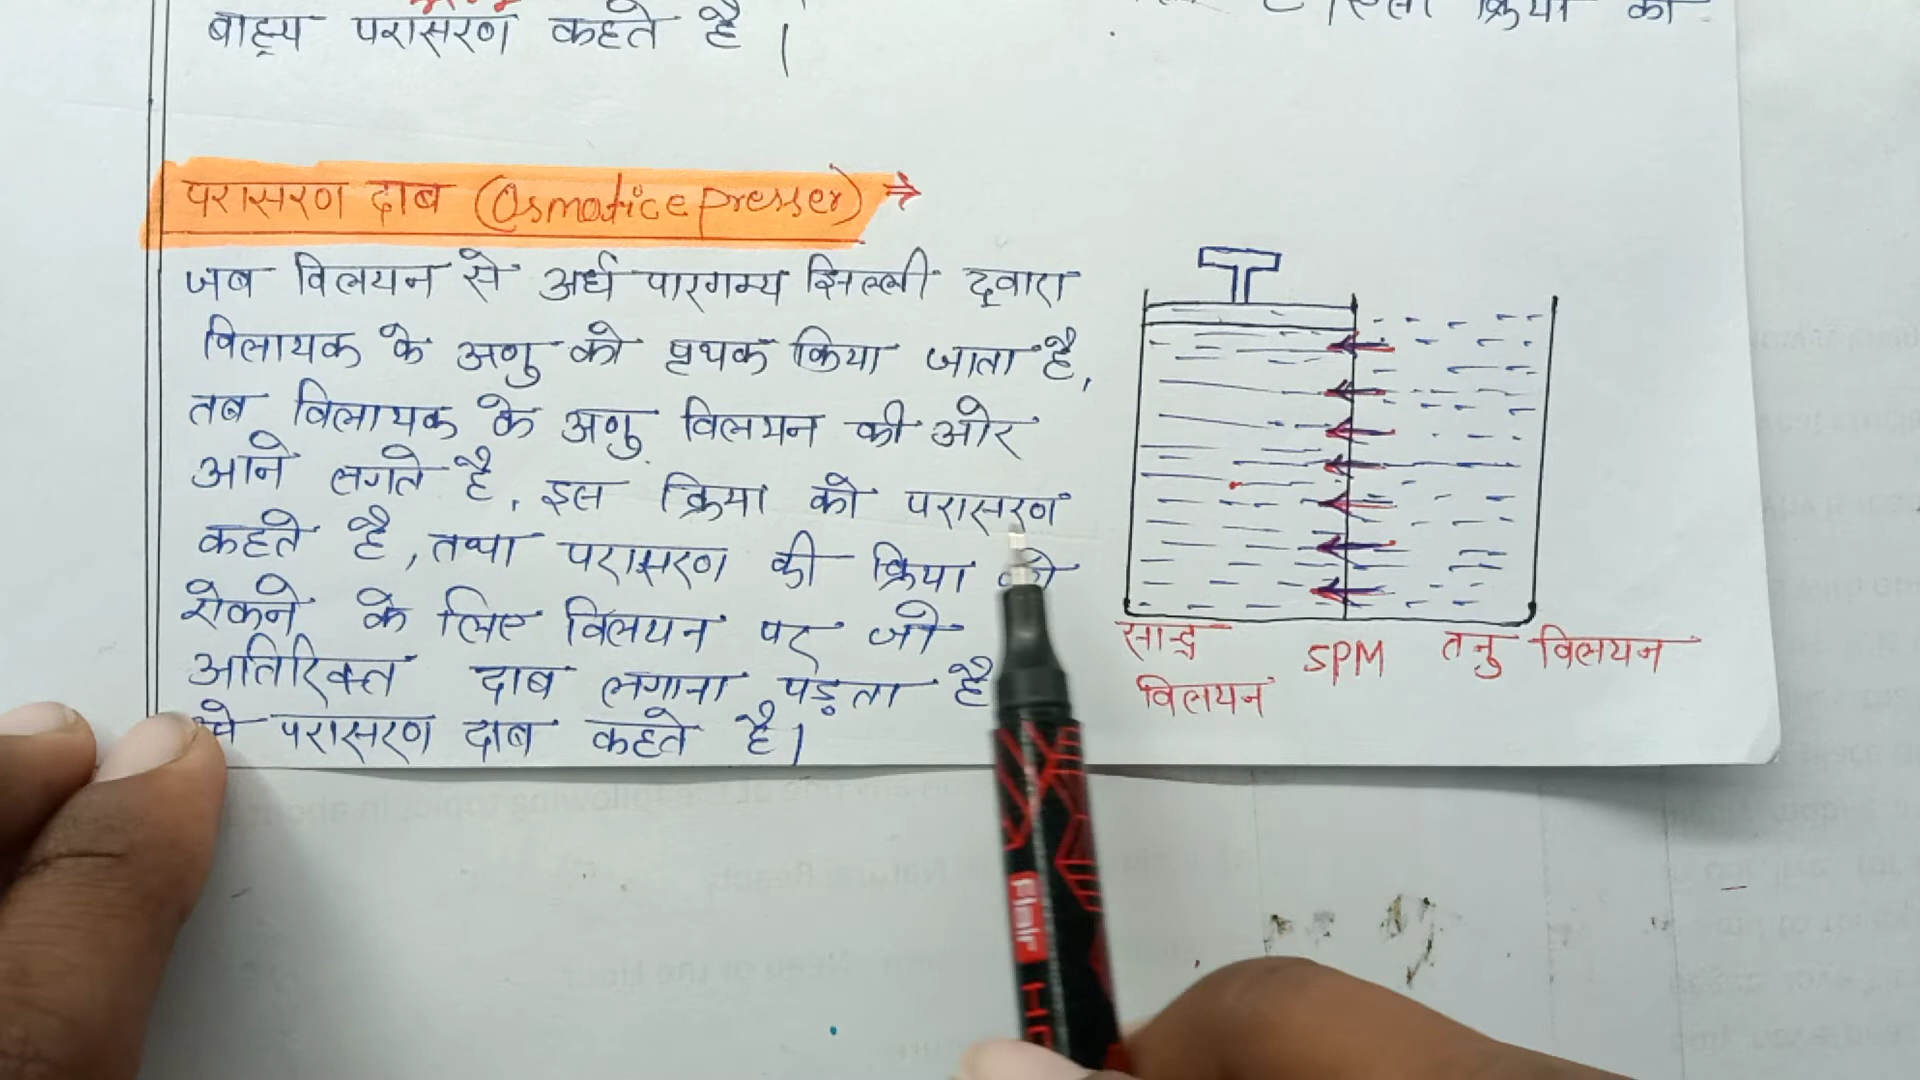 बाह्य परासरण कहते है।
क्रिया को
परासरण दाब (Osmotice presser) →
जब विलयन से अर्ध पारगम्य झिल्ली द्वारा
विलायक के अणु को पृथक किया जाता है,
तब विलायक के अणु विलयन की ओर
आने लगते है, इस क्रिया को परासरण
कहते है, तथा परासरण की क्रिया को
रोकने के लिए विलयन पर जो
अतिरिक्त दाब लगाना पड़ता है
परासरण दाब कहते है।
सान्द्र
विलयन
SPM
तनु विलयन
Flair